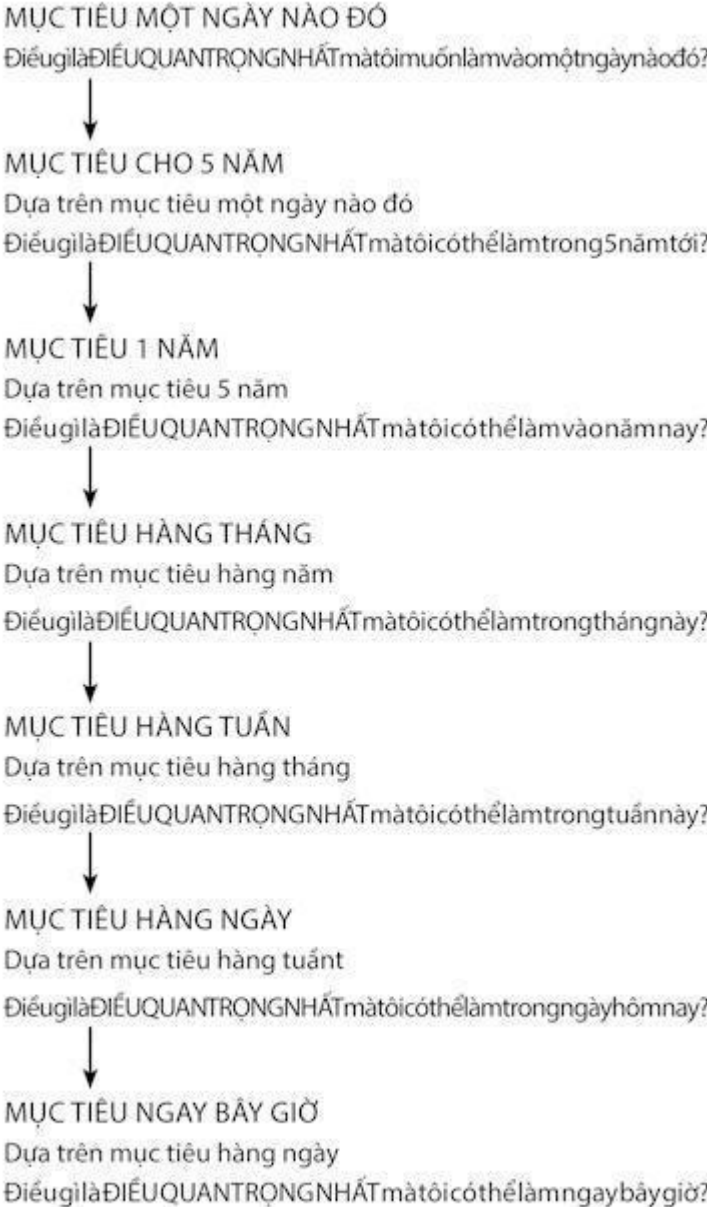 MỤC TIÊU MỘT NGÀY NÀO ĐÓ
ĐiềugìlàĐIỀUQUANTRỌNGNHẤTmàtôimuốnlàmvàomộtngàynàođó?
MỤC TIÊU CHO 5 NĂM
Dựa trên mục tiêu một ngày nào đó
ĐiềugìlàĐIỀUQUANTRỌNGNHẤTmàtôicóthểlàmtrong5nămtới?
MỤC TIÊU 1 NĂM
Dựa trên mục tiêu 5 năm
ĐiềugìlàĐIỀUQUANTRỌNGNHẤTmàtôicóthểlàmvàonămnay?
MỤC TIÊU HÀNG THÁNG
Dựa trên mục tiêu hàng năm
ĐiềugìlàĐIỀUQUANTRỌNGNHẤTmàtôicóthểlàmtrongthángnày?
MỤC TIÊU HÀNG TUẦN
Dựa trên mục tiêu hàng tháng
ĐiềugìlàĐIỀUQUANTRỌNGNHẤTmàtôicóthểlàmtrongtuầnnày?
MỤC TIÊU HÀNG NGÀY
Dựa trên mục tiêu hàng tuầnt
ĐiềugìlàĐIỀUQUANTRỌNGNHẤTmàtôicóthểlàmtrongngàyhômnay?
MỤC TIÊU NGAY BÂY GIỜ
Dựa trên mục tiêu hàng ngày
ĐiềugìlàĐIỀUQUANTRỌNGNHẤTmàtôicóthểlàmngaybâygiờ?